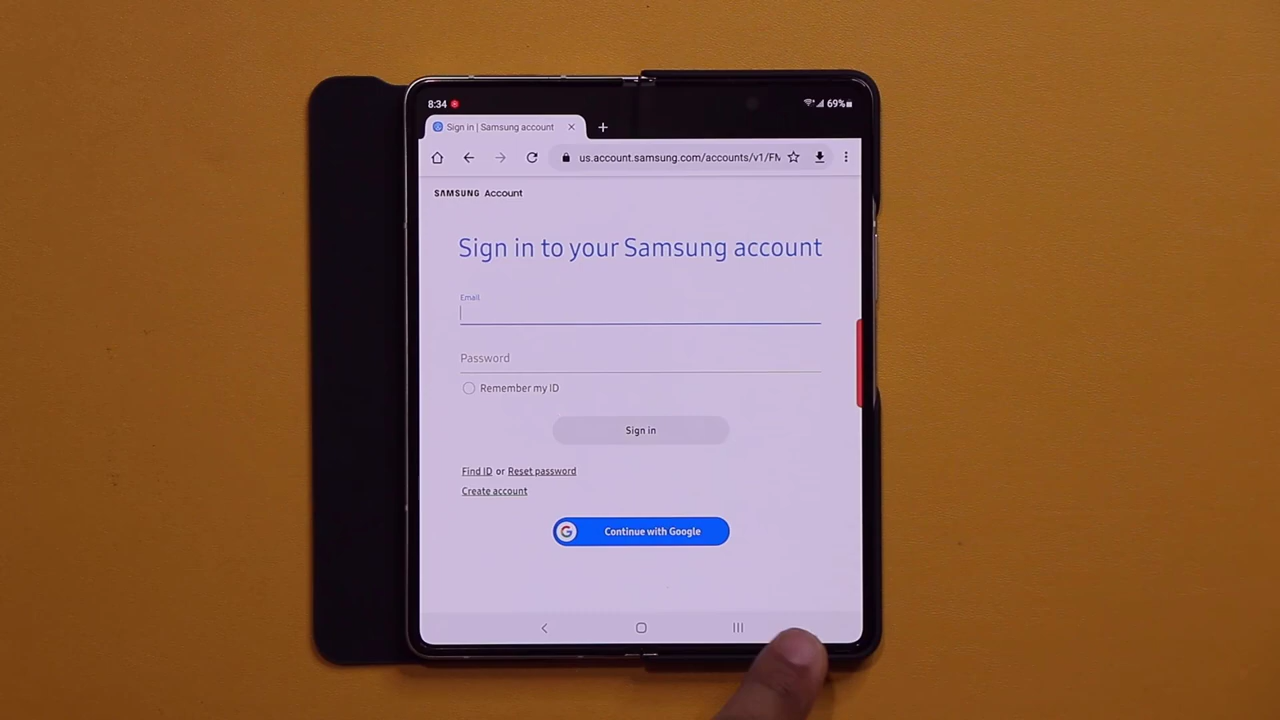 8:34
69%
Sign in | Samsung account
us.account.samsung.com/accounts/v1/FM
SAMSUNG Account
Sign in to your Samsung account
Email
Password
Remember my ID
Sign in
Find ID or Reset password
Create account
G Continue with Google